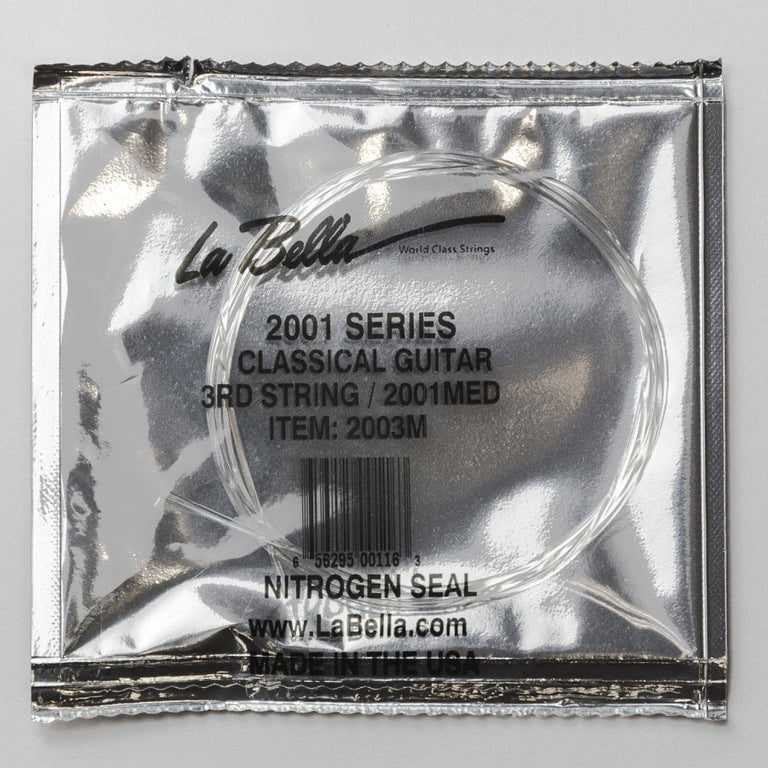 La Bella® World Class Strings
2001 SERIES
CLASSICAL GUITAR
3RD STRING / 2001MED
ITEM: 2003M
6 56295 00116 3
NITROGEN SEAL
www.LaBella.com
MADE IN THE USA